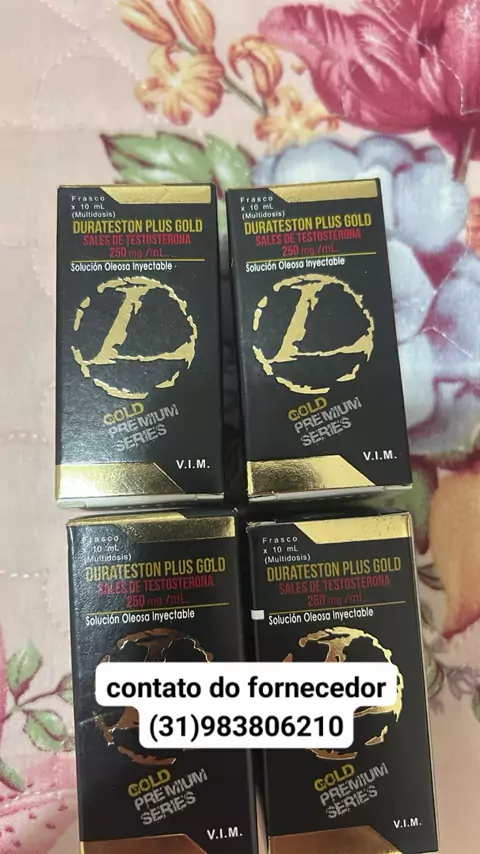 Frasco
x 10 mL
(Multidosis)
DURATESTON PLUS GOLD
SALES DE TESTOSTERONA
250 mg /mL.
Solución Oleosa Inyectable
L
GOLD
PREMIUM
SERIES
V.I.M.
Frasco
x 10 mL
(Multidosis)
DURATESTON PLUS GOLD
SALES DE TESTOSTERONA
250 mg./mL.
Solución Oleosa Inyectable
L
GOLD
PREMIUM
SERIES
V.I.M.
Frasco
x 10 mL
(Multidosis)
DURATESTON PLUS GOLD
SALES DE TESTOSTERONA
250 mg /mL.
Solución Oleosa Inyectable
GOLD
PREMIUM
SERIES
V.I.M.
Frasco
x 10 mL
(Multidosis)
DURATESTON PLUS GOLD
SALES DE TESTOSTERONA
250 mg /mL.
Solución Oleosa Inyectable
GOLD
PREMIUM
SERIES
V.I.M.
contato do fornecedor
(31)983806210